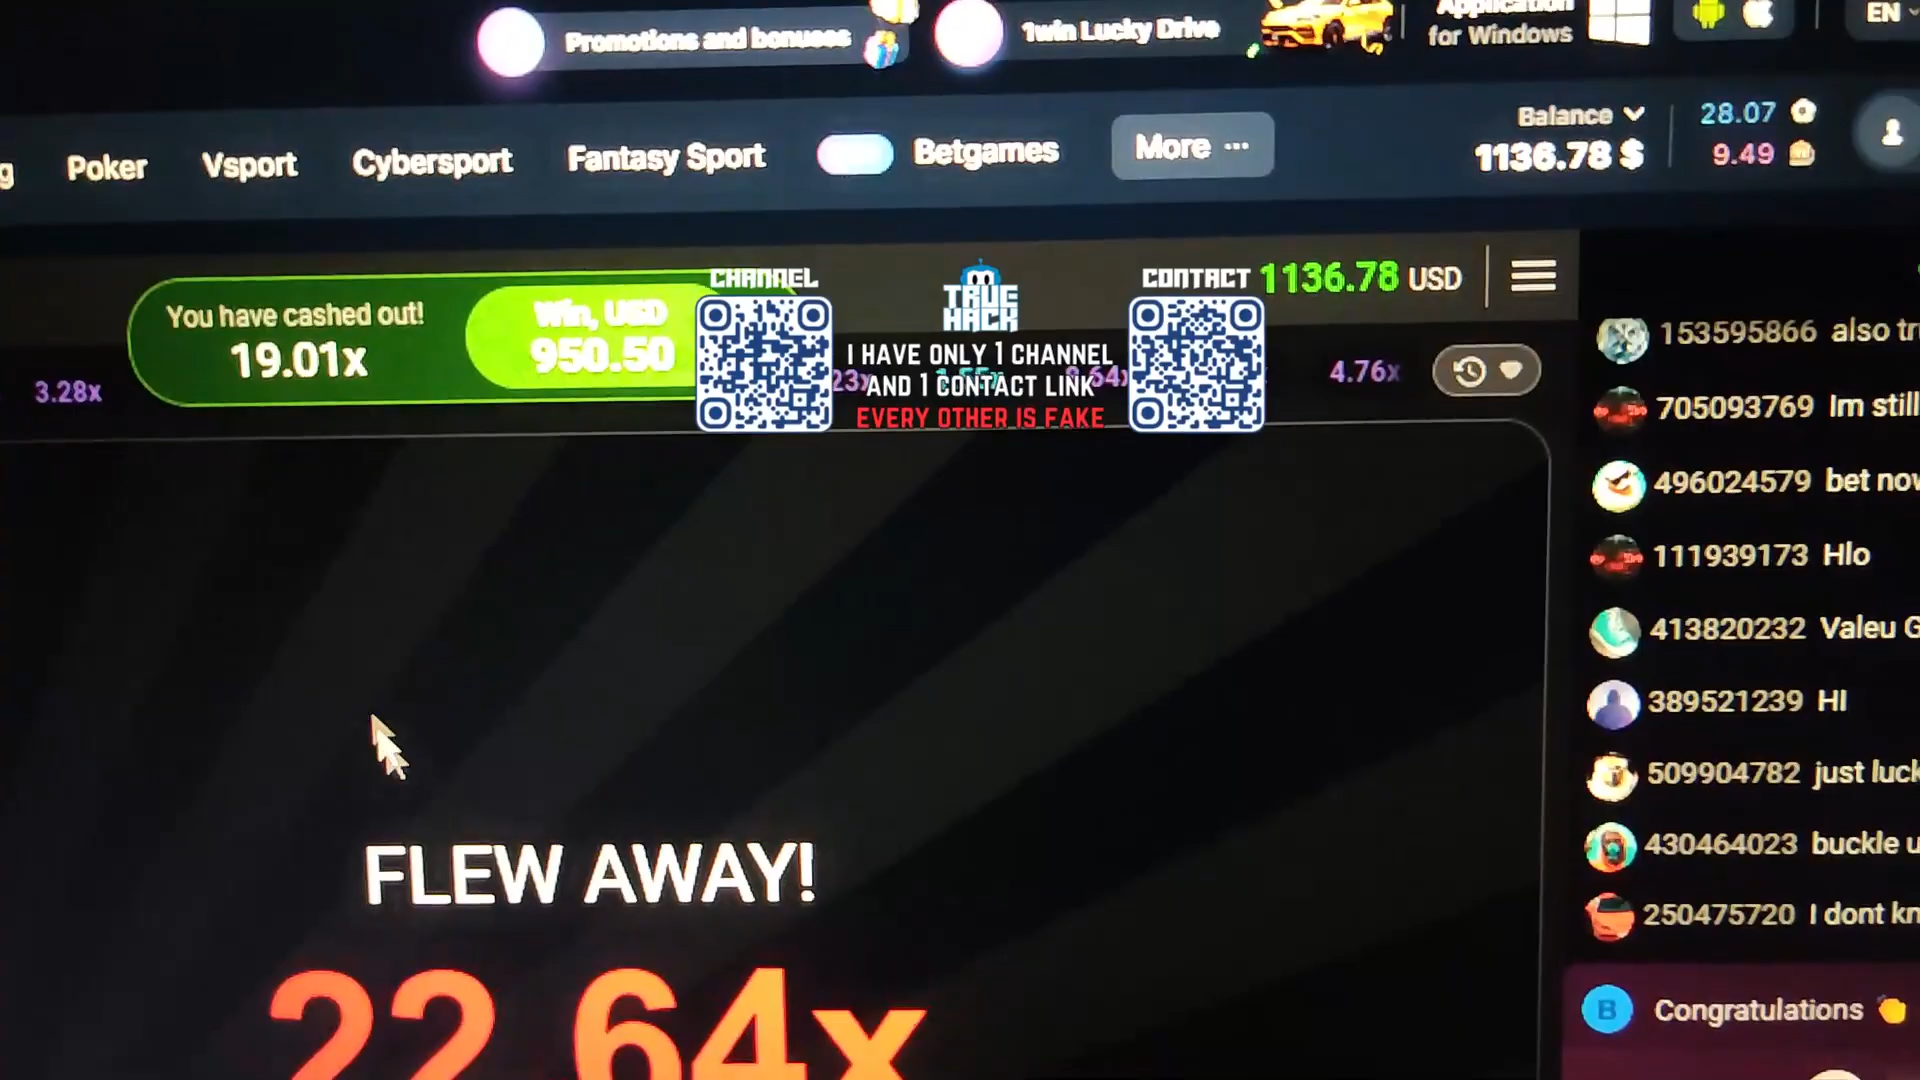 Promotions and bonuses
1win Lucky Drive
Application
for Windows
EN
Poker
Vsport
Cybersport
Fantasy Sport
Betgames
More ...
Balance
1136.78 $
28.07
9.49
You have cashed out!
19.01x
Win, USD
950.50
CHANNEL
TRUE
HACK
CONTACT
1136.78 USD
I HAVE ONLY 1 CHANNEL
AND 1 CONTACT LINK
EVERY OTHER IS FAKE
3.28x
4.76x
153595866 also
705093769 Im still
496024579 bet
111939173 Hlo
413820232 Valeu
389521239 HI
509904782 just
430464023 buckle
250475720 I dont
B
Congratulations
FLEW AWAY!
22.64x